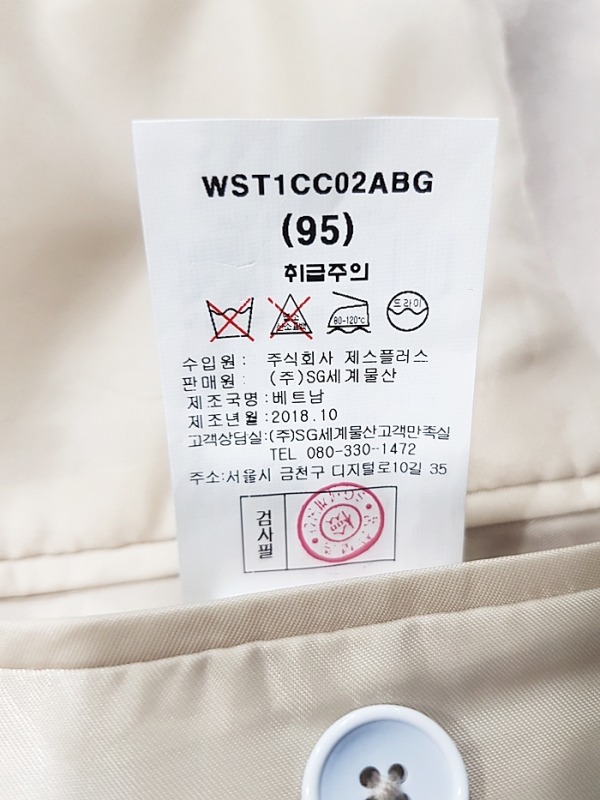 WST1CC02ABG
(95)
취급주의
80-120℃
드라이
수입원 : 주식회사 제스플러스
판매원 : (주)SG세계물산
제조국명 : 베트남
제조년월 : 2018.10
고객상담실:(주)SG세계물산고객만족실
TEL 080-330-1472
주소:서울시 금천구 디지털로10길 35
검사필